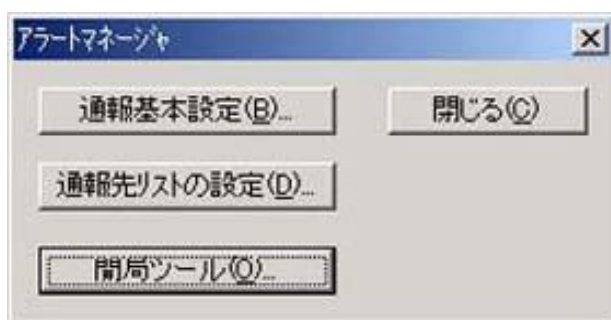 アラートマネージャ
通報基本設定(B)...
閉じる(C)
通報先リストの設定(D)...
開局ツール(O)...